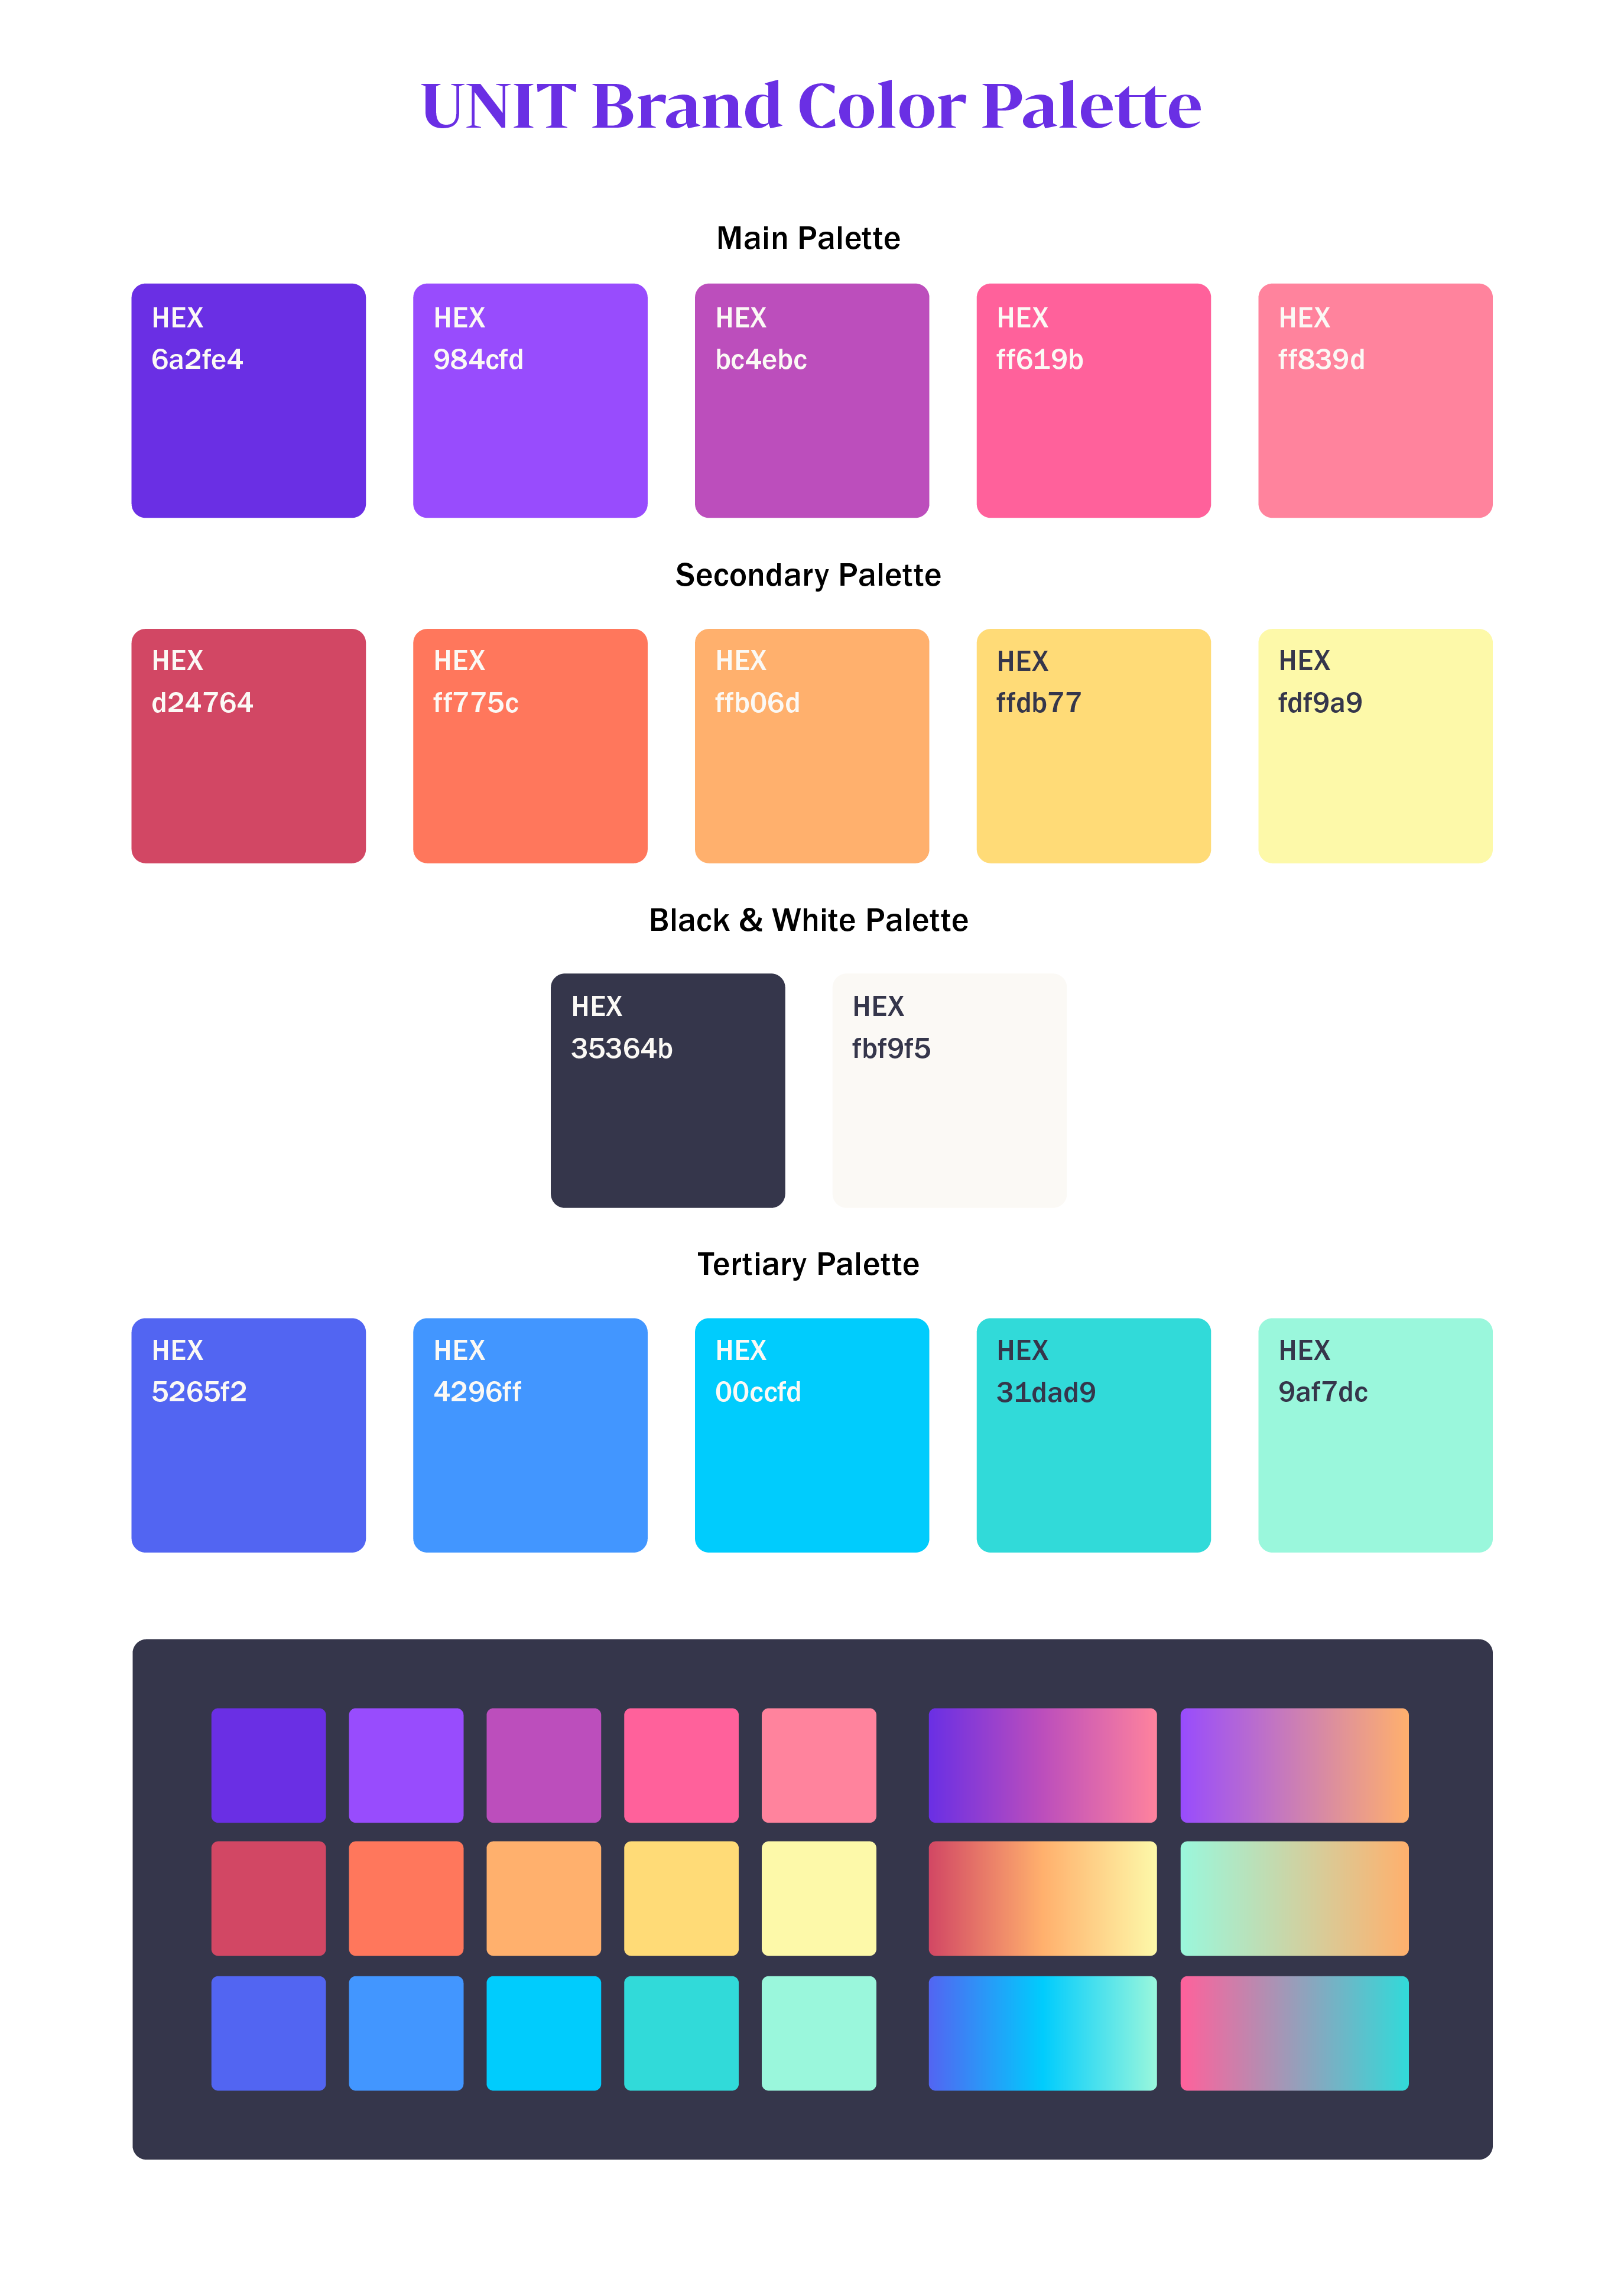 UNIT Brand Color Palette
Main Palette
HEX
6a2fe4
HEX
984cfd
HEX
bc4ebc
HEX
ff619b
HEX
ff839d
Secondary Palette
HEX
d24764
HEX
ff775c
HEX
ffb06d
HEX
ffdb77
HEX
fdf9a9
Black & White Palette
HEX
35364b
HEX
fbf9f5
Tertiary Palette
HEX
5265f2
HEX
4296ff
HEX
00ccfd
HEX
31dad9
HEX
9af7dc